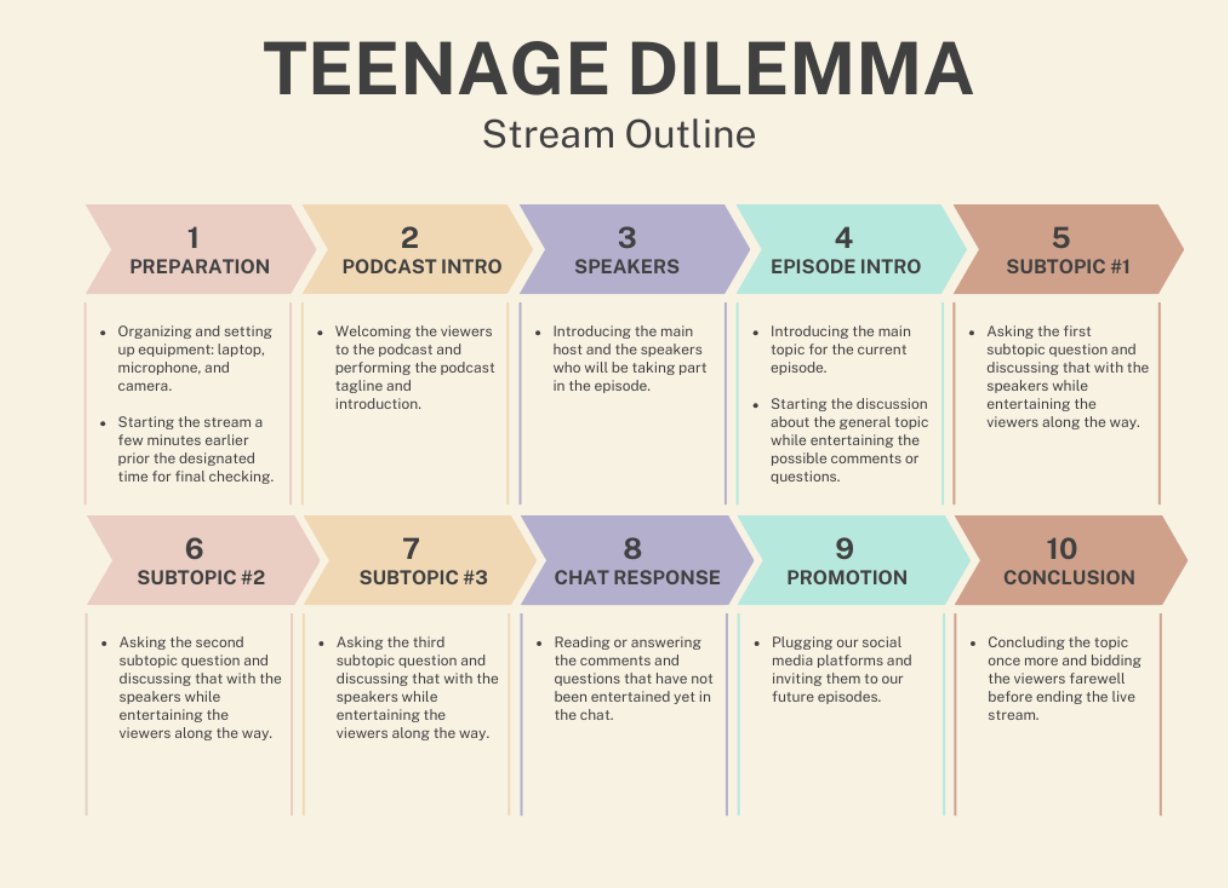 TEENAGE DILEMMA
Stream Outline
1
PREPARATION
• Organizing and setting
up equipment: laptop,
microphone, and
camera.
• Starting the stream a
few minutes earlier
prior the designated
time for final checking.
2
PODCAST INTRO
• Welcoming the viewers
to the podcast and
performing the podcast
tagline and
introduction.
3
SPEAKERS
• Introducing the main
host and the speakers
who will be taking part
in the episode.
4
EPISODE INTRO
• Introducing the main
topic for the current
episode.
• Starting the discussion
about the general topic
while entertaining the
possible comments or
questions.
5
SUBTOPIC #1
• Asking the first
subtopic question and
discussing that with the
speakers while
entertaining the
viewers along the way.
6
SUBTOPIC #2
• Asking the second
subtopic question and
discussing that with the
speakers while
entertaining the
viewers along the way.
7
SUBTOPIC #3
• Asking the third
subtopic question and
discussing that with the
speakers while
entertaining the
viewers along the way.
8
CHAT RESPONSE
• Reading or answering
the comments and
questions that have not
been entertained yet in
the chat.
9
PROMOTION
• Plugging our social
media platforms and
inviting them to our
future episodes.
10
CONCLUSION
• Concluding the topic
once more and bidding
the viewers farewell
before ending the live
stream.